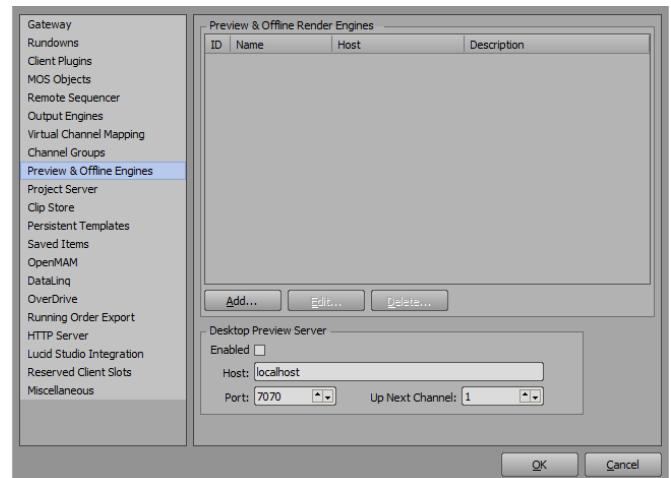 Gateway
Rundowns
Client Plugins
MOS Objects
Remote Sequencer
Output Engines
Virtual Channel Mapping
Channel Groups
Preview & Offline Engines
Project Server
Clip Store
Persistent Templates
Saved Items
OpenMAM
DataLinq
OverDrive
Running Order Export
HTTP Server
Lucid Studio Integration
Reserved Client Slots
Miscellaneous
Preview & Offline Render Engines
ID Name Host Description
Add... Edit... Delete...
Desktop Preview Server
Enabled
Host: localhost
Port: 7070 Up Next Channel: 1
OK Cancel